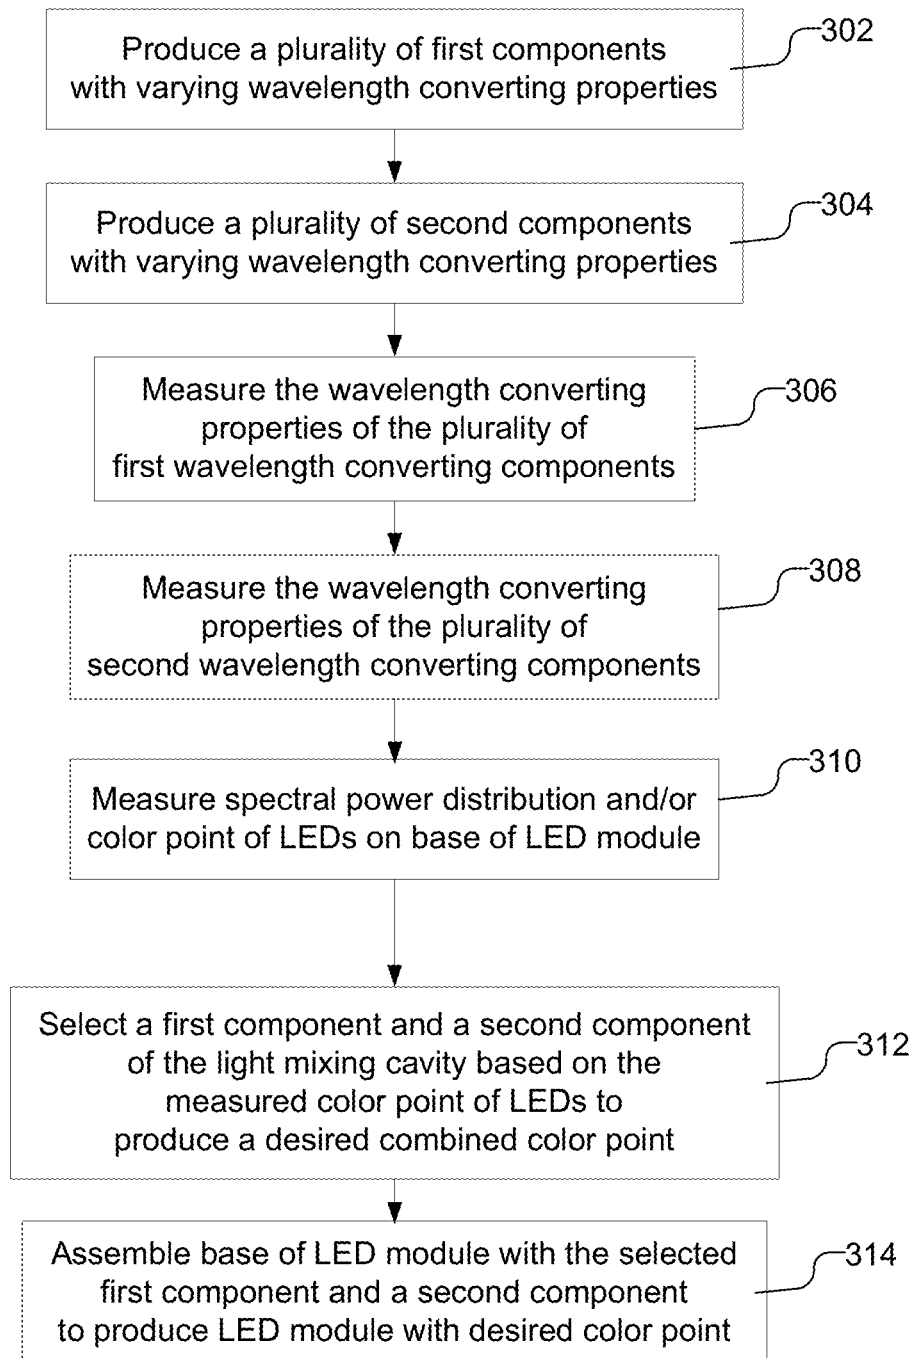 Produce a plurality of first components
with varying wavelength converting properties
302
Produce a plurality of second components
with varying wavelength converting properties
304
Measure the wavelength converting
properties of the plurality of
first wavelength converting components
306
Measure the wavelength converting
properties of the plurality of
second wavelength converting components
308
Measure spectral power distribution and/or
color point of LEDs on base of LED module
310
Select a first component and a second component
of the light mixing cavity based on the
measured color point of LEDs to
produce a desired combined color point
312
Assemble base of LED module with the selected
first component and a second component
to produce LED module with desired color point
314